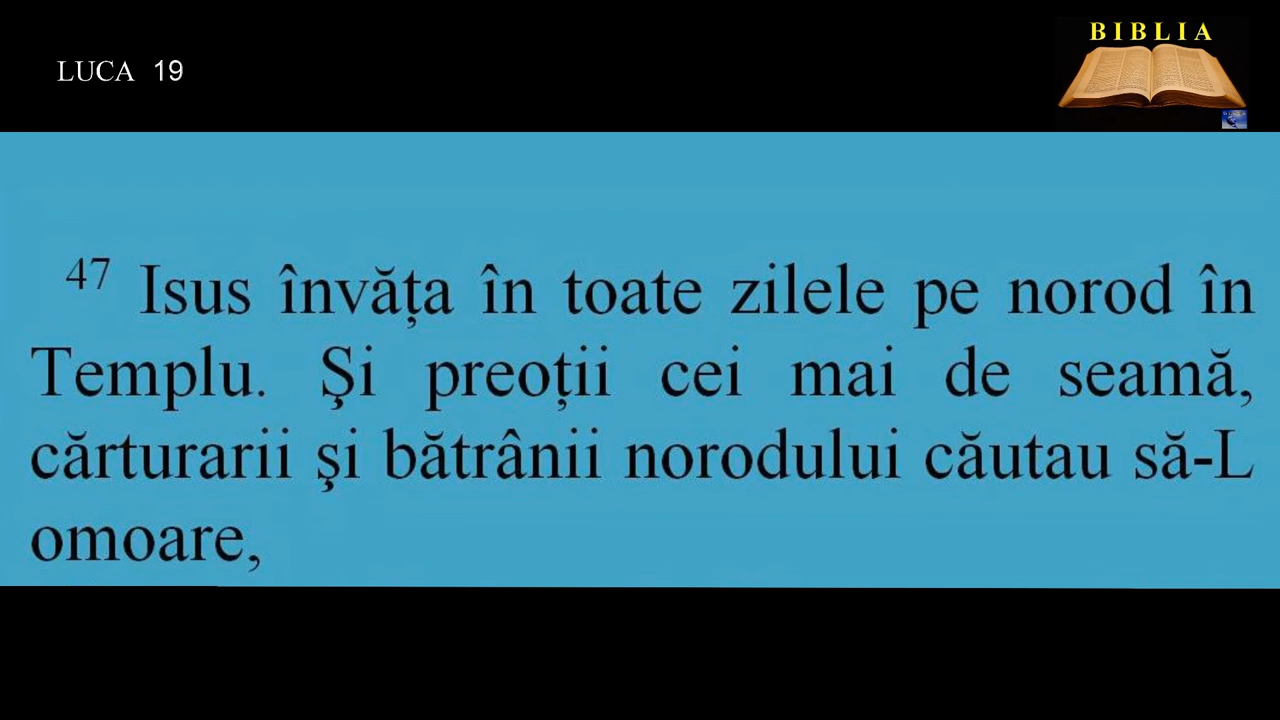 BIBLIA
LUCA 19
47 Isus învăța în toate zilele pe norod în
Templu. Şi preoții cei mai de seamă,
cărturarii şi bătrânii norodului căutau să-L
omoare,